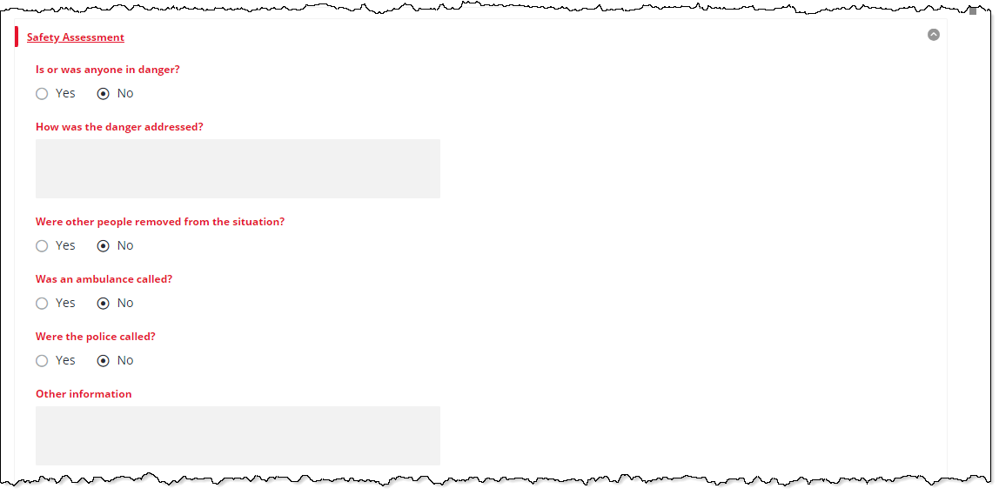 Safety Assessment
Is or was anyone in danger?
Yes No
How was the danger addressed?
Were other people removed from the situation?
Yes No
Was an ambulance called?
Yes No
Were the police called?
Yes No
Other information